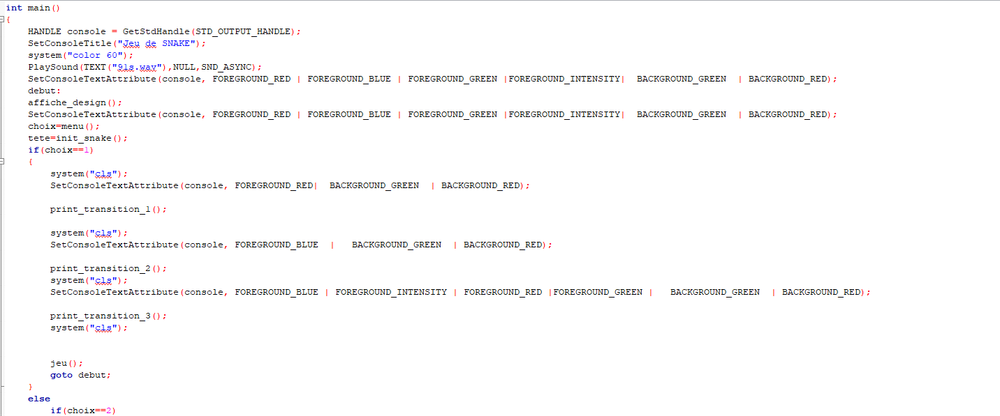 int main()
{
HANDLE console = GetStdHandle(STD_OUTPUT_HANDLE);
SetConsoleTitle("Jeu de SNAKE");
system("color 60");
PlaySound(TEXT("9ls.wav"),NULL,SND_ASYNC);
SetConsoleTextAttribute(console, FOREGROUND_RED | FOREGROUND_BLUE | FOREGROUND_GREEN |FOREGROUND_INTENSITY|  BACKGROUND_GREEN  | BACKGROUND_RED);
debut:
affiche_design();
SetConsoleTextAttribute(console, FOREGROUND_RED | FOREGROUND_BLUE | FOREGROUND_GREEN |FOREGROUND_INTENSITY|  BACKGROUND_GREEN  | BACKGROUND_RED);
choix=menu();
tete=init_snake();
if(choix==1)
{
system("cls");
SetConsoleTextAttribute(console, FOREGROUND_RED|  BACKGROUND_GREEN  | BACKGROUND_RED);
print_transition_1();
system("cls");
SetConsoleTextAttribute(console, FOREGROUND_BLUE  |   BACKGROUND_GREEN  | BACKGROUND_RED);
print_transition_2();
system("cls");
SetConsoleTextAttribute(console, FOREGROUND_BLUE | FOREGROUND_INTENSITY | FOREGROUND_RED |FOREGROUND_GREEN |   BACKGROUND_GREEN  | BACKGROUND_RED);
print_transition_3();
system("cls");
jeu();
goto debut;
}
else
if(choix==2)